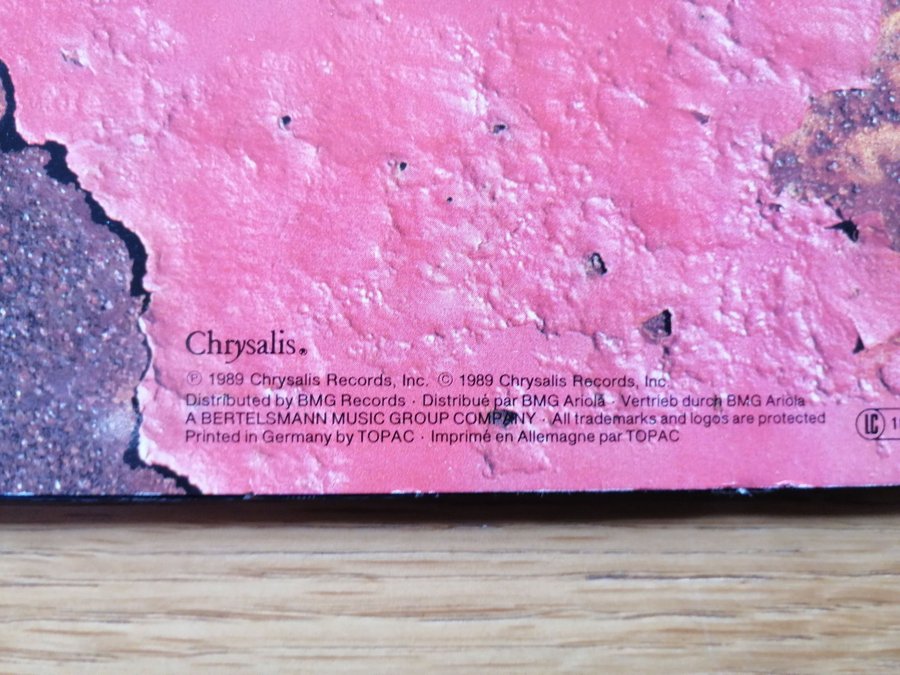 Chrysalis®
℗ 1989 Chrysalis Records, Inc. © 1989 Chrysalis Records, Inc.
Distributed by BMG Records · Distribué par BMG Ariola · Vertrieb durch BMG Ariola
A BERTELSMANN MUSIC GROUP COMPANY · All trademarks and logos are protected
Printed in Germany by TOPAC · Imprimé en Allemagne par TOPAC
LC